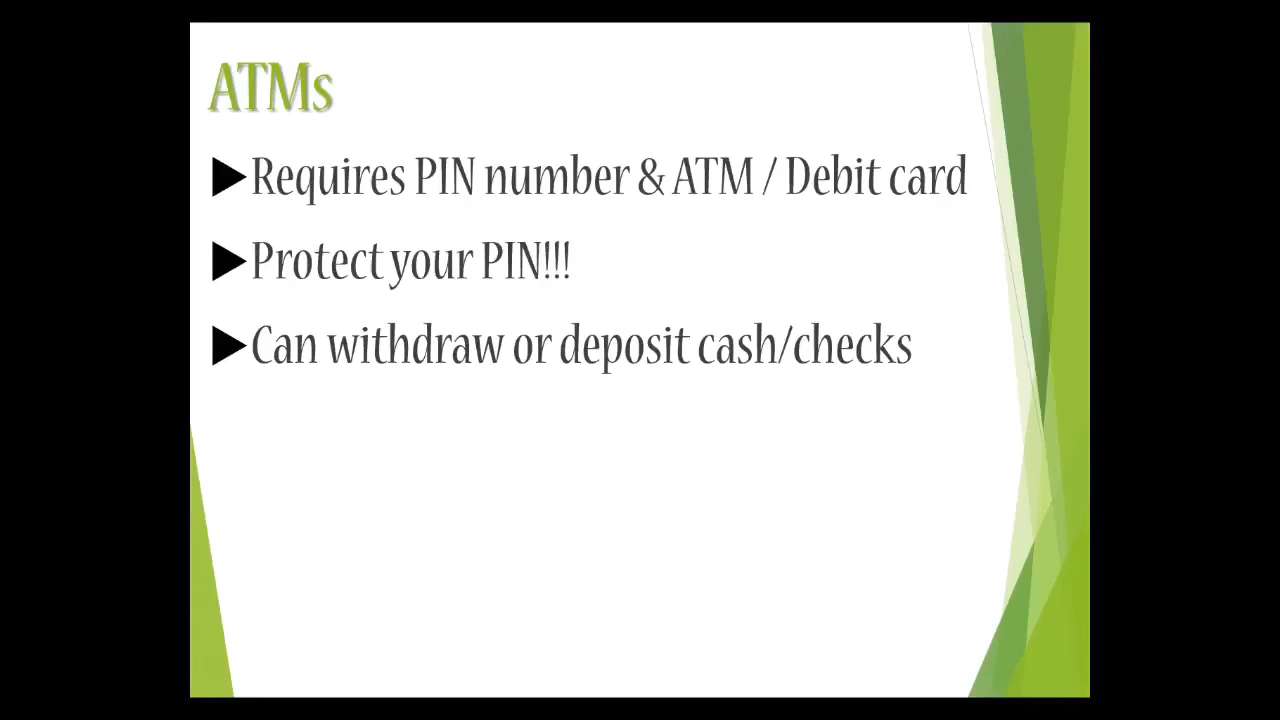 ATMs
Requires PIN number & ATM / Debit card
Protect your PIN!!!
Can withdraw or deposit cash/checks